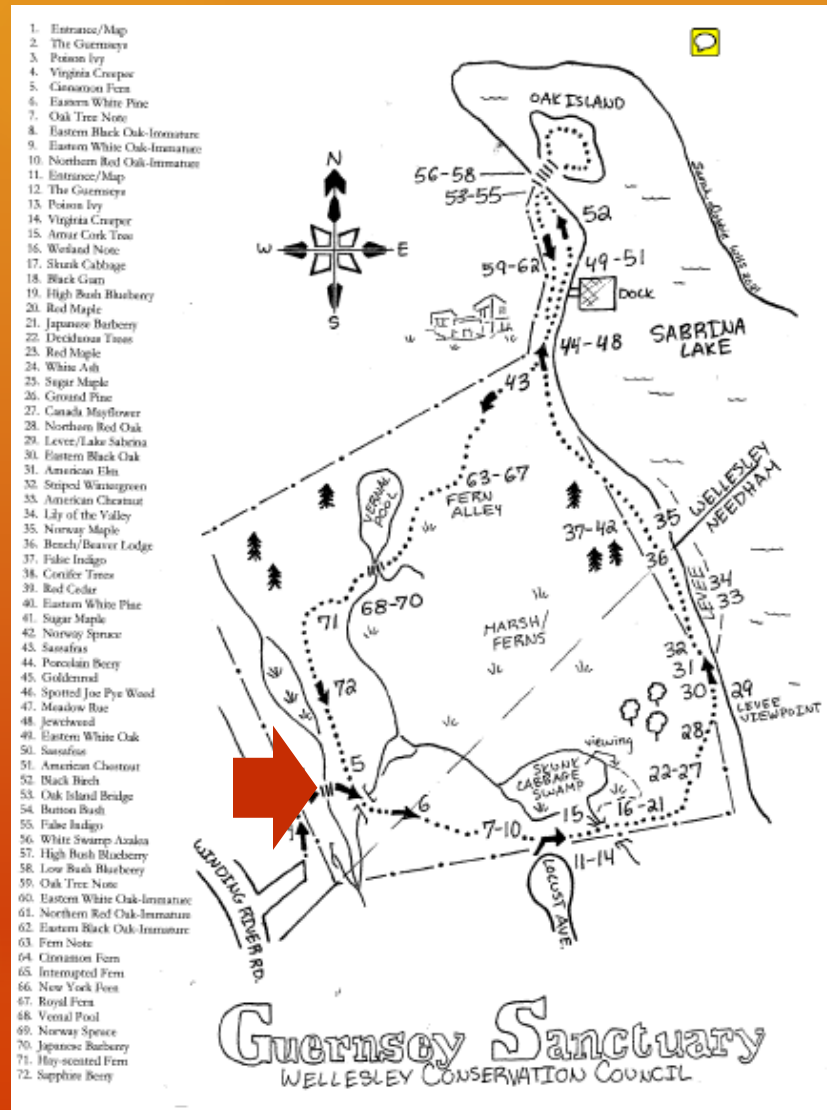 1. Entrance/Map
2. The Guernseys
3. Poison Ivy
4. Virginia Creeper
5. Cinnamon Fern
6. Eastern White Pine
7. Oak Tree Note
8. Eastern Black Oak-Immature
9. Eastern White Oak-Immature
10. Northern Red Oak-Immature
11. Entrance/Map
12. The Guernseys
13. Poison Ivy
14. Virginia Creeper
15. Amur Cork Tree
16. Wetland Note
17. Skunk Cabbage
18. Black Gum
19. High Bush Blueberry
20. Red Maple
21. Japanese Barberry
22. Deciduous Trees
23. Red Maple
24. White Ash
25. Sugar Maple
26. Ground Pine
27. Canada Mayflower
28. Northern Red Oak
29. Levee/Lake Sabrina
30. Eastern Black Oak
31. American Elm
32. Striped Wintergreen
33. American Chestnut
34. Lily of the Valley
35. Norway Maple
36. Bench/Beaver Lodge
37. False Indigo
38. Conifer Trees
39. Red Cedar
40. Eastern White Pine
41. Sugar Maple
42. Norway Spruce
43. Sassafras
44. Porcelain Berry
45. Goldenrod
46. Spotted Joe Pye Weed
47. Meadow Rue
48. Jewelweed
49. Eastern White Oak
50. Sassafras
51. American Chestnut
52. Black Birch
53. Oak Island Bridge
54. Button Bush
55. False Indigo
56. White Swamp Azalea
57. High Bush Blueberry
58. Low Bush Blueberry
59. Oak Tree Note
60. Eastern White Oak-Immature
61. Northern Red Oak-Immature
62. Eastern Black Oak-Immature
63. Fern Note
64. Cinnamon Fern
65. Interrupted Fern
66. New York Fern
67. Royal Fern
68. Vernal Pool
69. Norway Spruce
70. Japanese Barberry
71. Hay-scented Fern
72. Sapphire Berry
OAK ISLAND
N
W
E
S
56-58
53-55
52
59-62
49-51
DOCK
44-48
SABRINA
LAKE
43
63-67
FERN
ALLEY
VERNAL
POOL
37-42
35
WELLESLEY
NEEDHAM
36
LEVEE
34
33
68-70
71
MARSH/
FERNS
32
31
30
29
LEVEE
VIEWPOINT
72
28
viewing
SKUNK
CABBAGE
SWAMP
22-27
5
6
15
16-21
7-10
11-14
LOCUST AVE.
WINDING RIVER RD.
Guernsey Sanctuary
WELLESLEY CONSERVATION COUNCIL